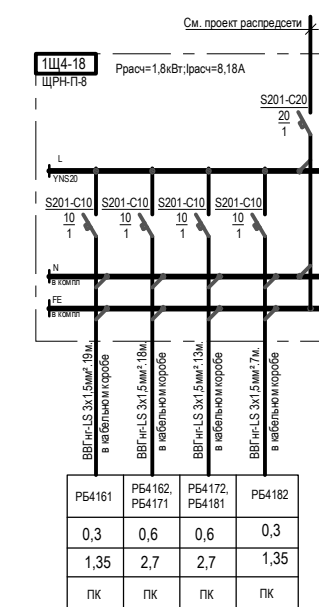 См. проект распредсети
1Щ4-18
ЩРН-П-8
Pрасч=1,8кВт;Iрасч=8,18А
S201-C20
20
1
L
YNS20
S201-C10 S201-C10 S201-C10 S201-C10
10 10 10 10
1 1 1 1
N
в компл
FE
в компл
ВВГнг-LS 3х1,5мм².19м.
в кабельном коробе
ВВГнг-LS 3х1,5мм².18м.
в кабельном коробе
ВВГнг-LS 3х1,5мм².13м.
в кабельном коробе
ВВГнг-LS 3х1,5мм².7м.
в кабельном коробе
РБ4161 РБ4162, РБ4172, РБ4182
РБ4171 РБ4181
0,3 0,6 0,6 0,3
1,35 2,7 2,7 1,35
ПК ПК ПК ПК